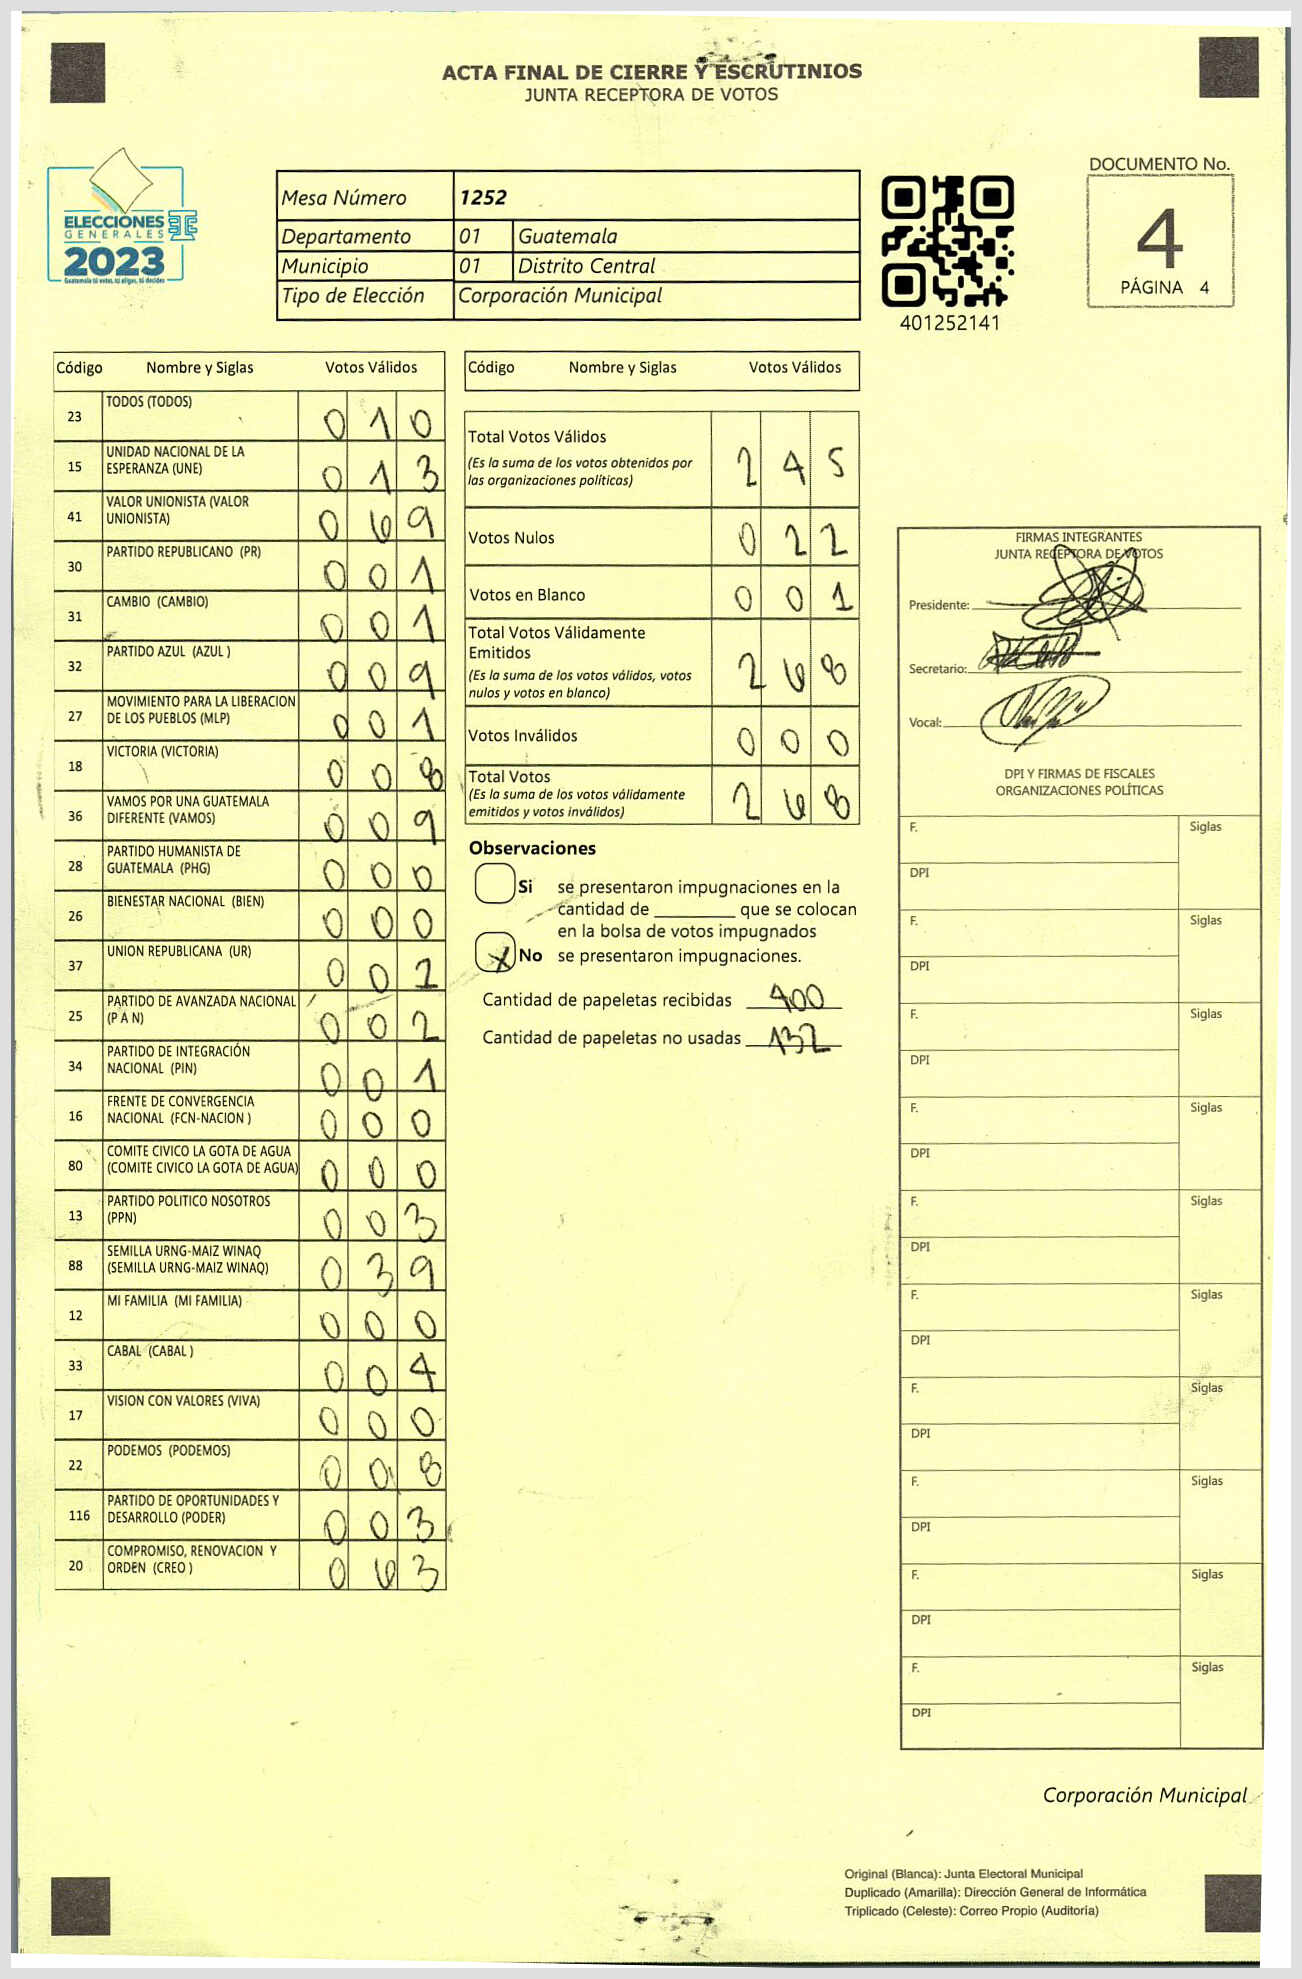 ACTA FINAL DE CIERRE Y ESCRUTINIOS
JUNTA RECEPTORA DE VOTOS
ELECCIONES
GENERALES
2023
Guatemala tú votes, tú eliges, tú decides
Mesa Número 1252
Departamento 01 Guatemala
Municipio 01 Distrito Central
Tipo de Elección Corporación Municipal
401252141
DOCUMENTO No.
4
PÁGINA 4
Código Nombre y Siglas Votos Válidos
23 TODOS (TODOS) 0 1 0
15 UNIDAD NACIONAL DE LA
ESPERANZA (UNE) 0 1 3
41 VALOR UNIONISTA (VALOR
UNIONISTA) 0 6 9
30 PARTIDO REPUBLICANO (PR) 0 0 1
31 CAMBIO (CAMBIO) 0 0 1
32 PARTIDO AZUL (AZUL ) 0 0 9
27 MOVIMIENTO PARA LA LIBERACION
DE LOS PUEBLOS (MLP) 0 0 1
18 VICTORIA (VICTORIA) 0 0 8
36 VAMOS POR UNA GUATEMALA
DIFERENTE (VAMOS) 0 0 9
28 PARTIDO HUMANISTA DE
GUATEMALA (PHG) 0 0 0
26 BIENESTAR NACIONAL (BIEN) 0 0 0
37 UNION REPUBLICANA (UR) 0 0 2
25 PARTIDO DE AVANZADA NACIONAL
(P A N) 0 0 2
34 PARTIDO DE INTEGRACIÓN
NACIONAL (PIN) 0 0 1
16 FRENTE DE CONVERGENCIA
NACIONAL (FCN-NACION ) 0 0 0
80 COMITE CIVICO LA GOTA DE AGUA
(COMITE CIVICO LA GOTA DE AGUA) 0 0 0
13 PARTIDO POLITICO NOSOTROS
(PPN) 0 0 3
88 SEMILLA URNG-MAIZ WINAQ
(SEMILLA URNG-MAIZ WINAQ) 0 3 9
12 MI FAMILIA (MI FAMILIA) 0 0 0
33 CABAL (CABAL ) 0 0 4
17 VISION CON VALORES (VIVA) 0 0 0
22 PODEMOS (PODEMOS) 0 0 8
116 PARTIDO DE OPORTUNIDADES Y
DESARROLLO (PODER) 0 0 3
20 COMPROMISO, RENOVACION Y
ORDEN (CREO ) 0 6 3
Código Nombre y Siglas Votos Válidos
Total Votos Válidos 2 4 5
(Es la suma de los votos obtenidos por
las organizaciones políticas)
Votos Nulos 0 2 2
Votos en Blanco 0 0 1
Total Votos Válidamente
Emitidos 2 6 8
(Es la suma de los votos válidos, votos
nulos y votos en blanco)
Votos Inválidos 0 0 0
Total Votos 2 6 8
(Es la suma de los votos válidamente
emitidos y votos inválidos)
Observaciones
Si se presentaron impugnaciones en la
cantidad de ________ que se colocan
en la bolsa de votos impugnados
X No se presentaron impugnaciones.
Cantidad de papeletas recibidas 400
Cantidad de papeletas no usadas 132
FIRMAS INTEGRANTES
JUNTA RECEPTORA DE VOTOS
Presidente:
Secretario:
Vocal:
DPI Y FIRMAS DE FISCALES
ORGANIZACIONES POLÍTICAS
F. Siglas
DPI
F. Siglas
DPI
F. Siglas
DPI
F. Siglas
DPI
F. Siglas
DPI
F. Siglas
DPI
F. Siglas
DPI
F. Siglas
DPI
F. Siglas
DPI
F. Siglas
DPI
Corporación Municipal
Original (Blanca): Junta Electoral Municipal
Duplicado (Amarilla): Dirección General de Informática
Triplicado (Celeste): Correo Propio (Auditoría)